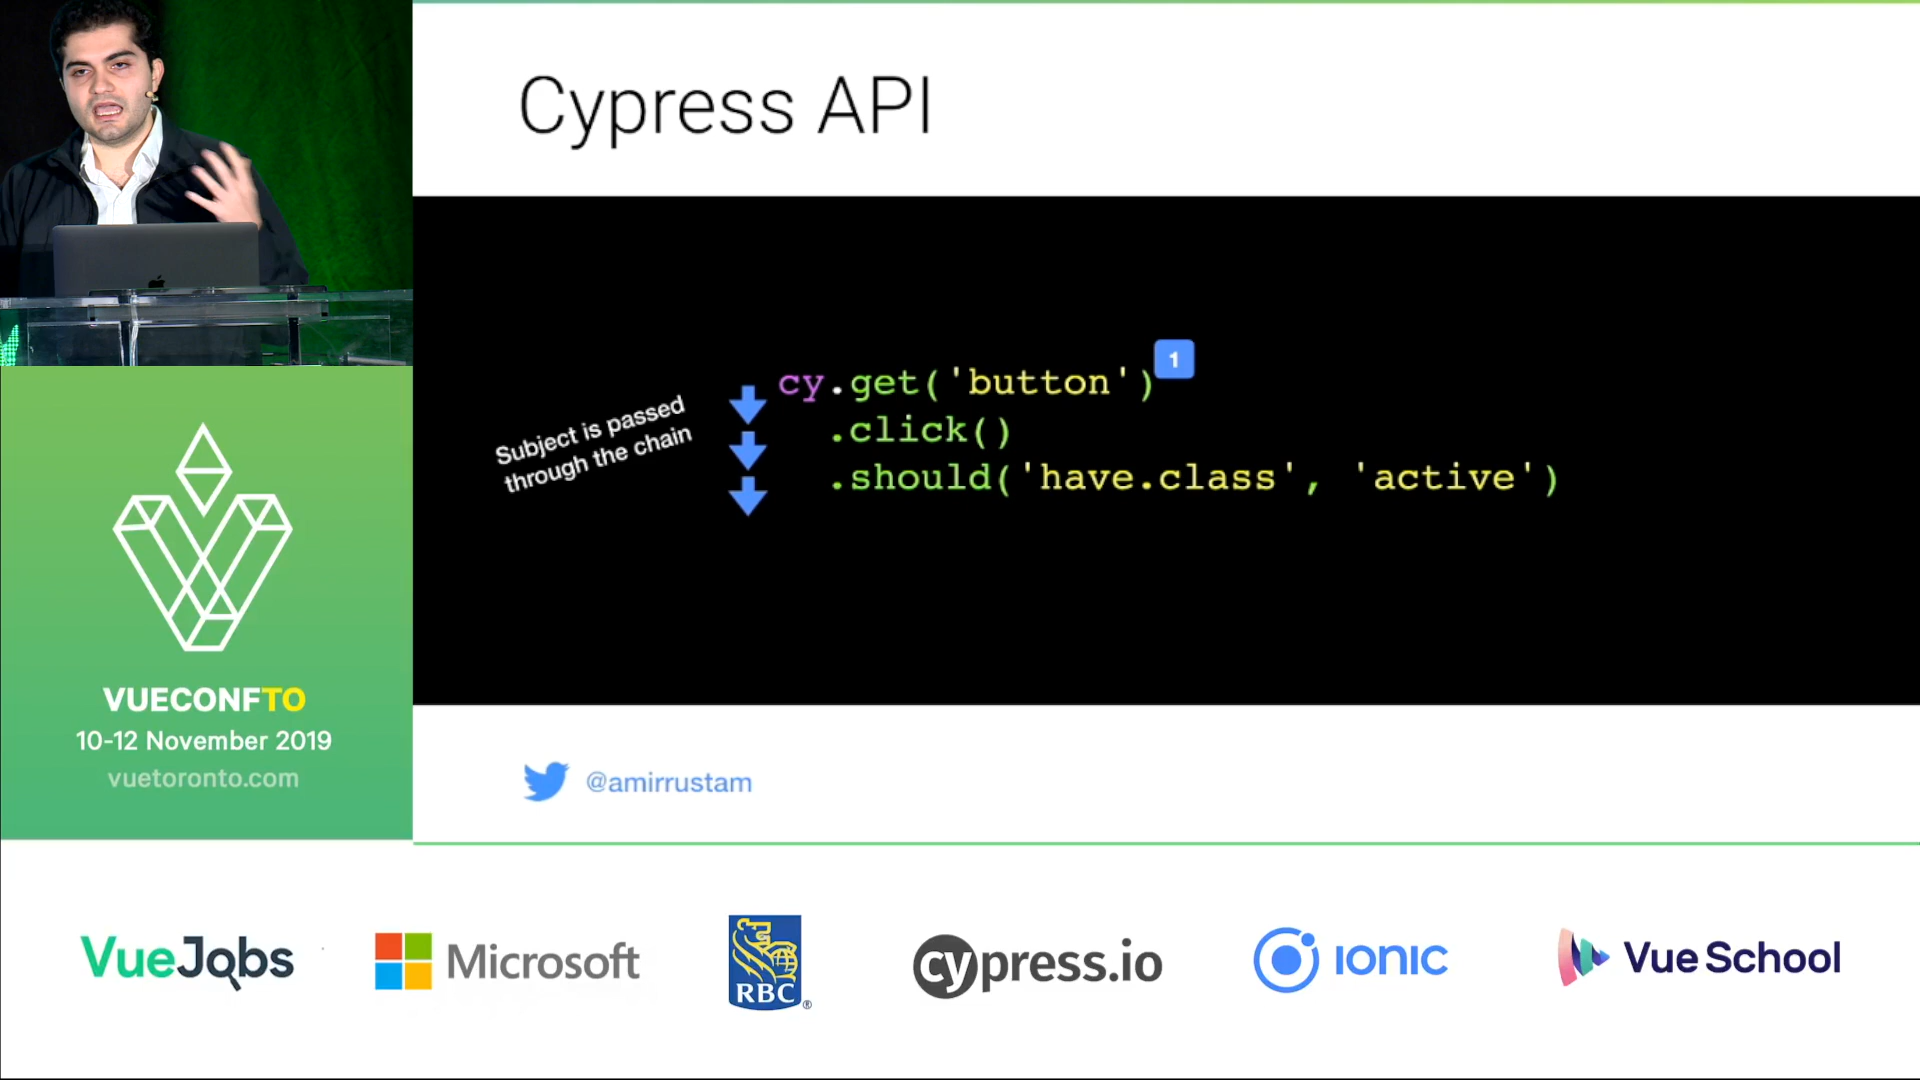 Cypress API
Subject is passed
through the chain
cy.get('button')
1
.click()
.should('have.class', 'active')
VUECONFTO
10-12 November 2019
vuetoronto.com
@amirrustam
VueJobs
Microsoft
RBC
®
cypress.io
IONIC
Vue School